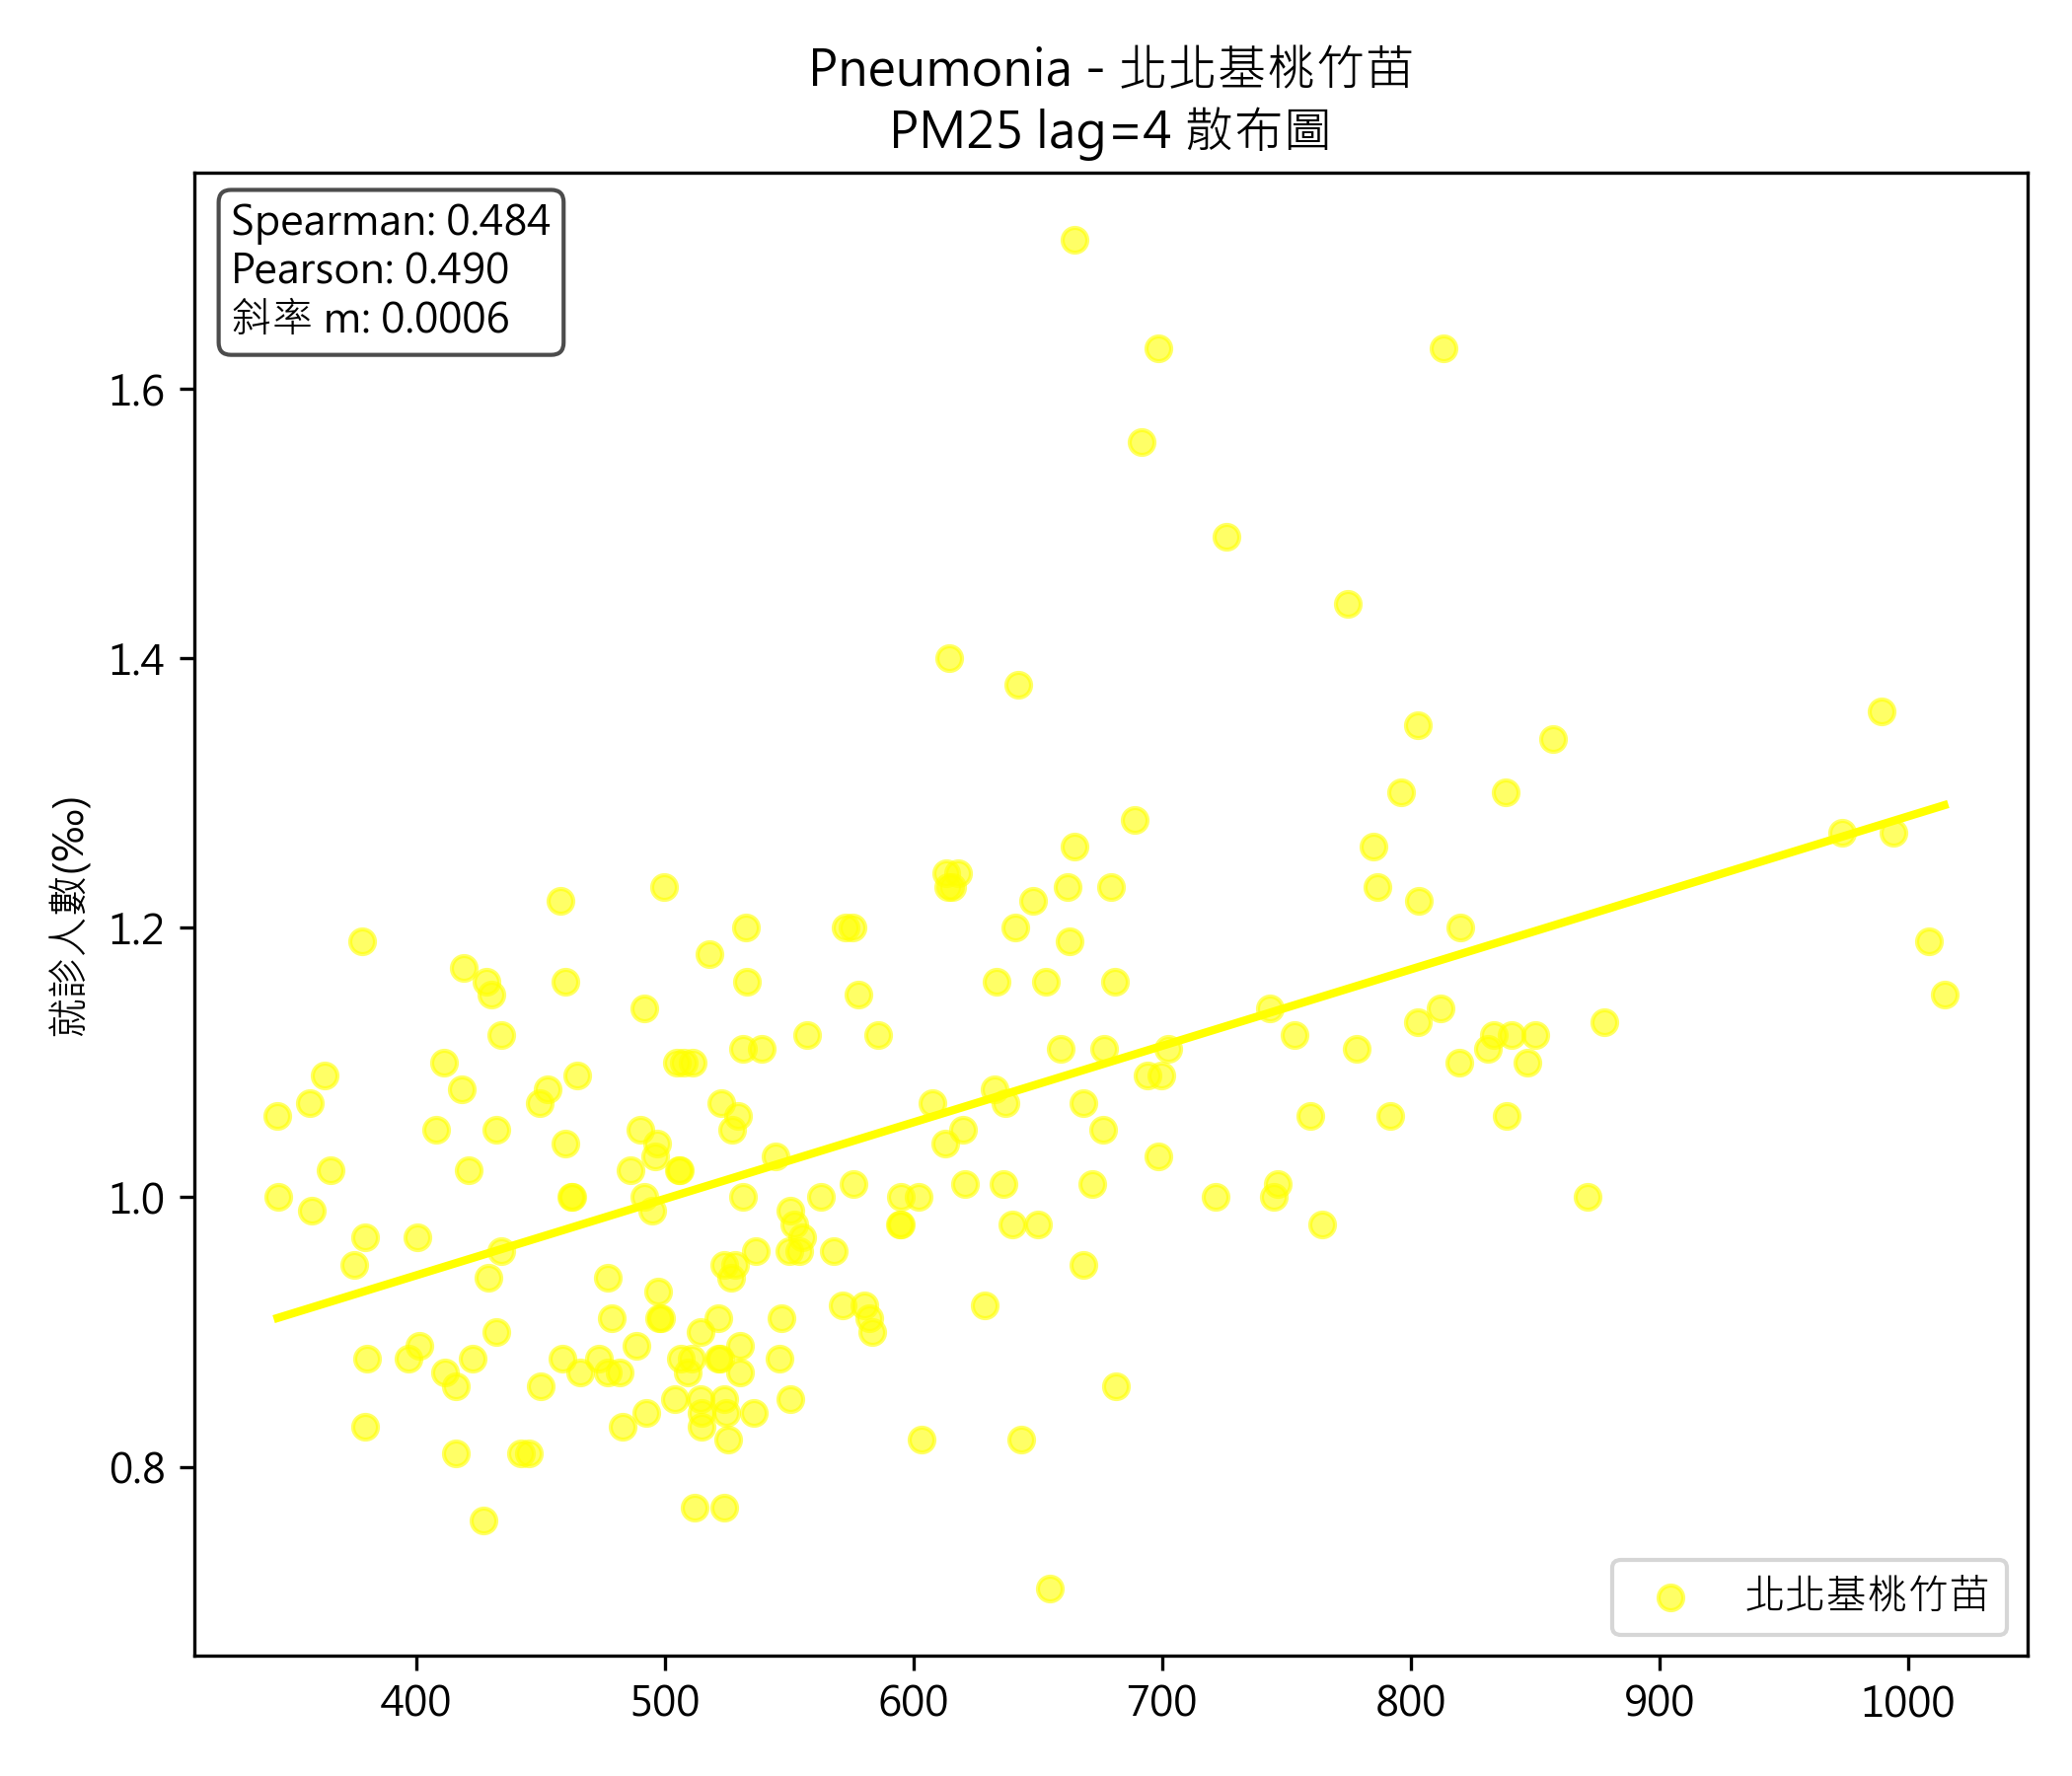 Pneumonia - 北北基桃竹苗
PM25 lag=4 散布圖
Spearman: 0.484
Pearson: 0.490
斜率 m: 0.0006
就診人數(‰)
1.6
1.4
1.2
1.0
0.8
北北基桃竹苗
400 500 600 700 800 900 1000